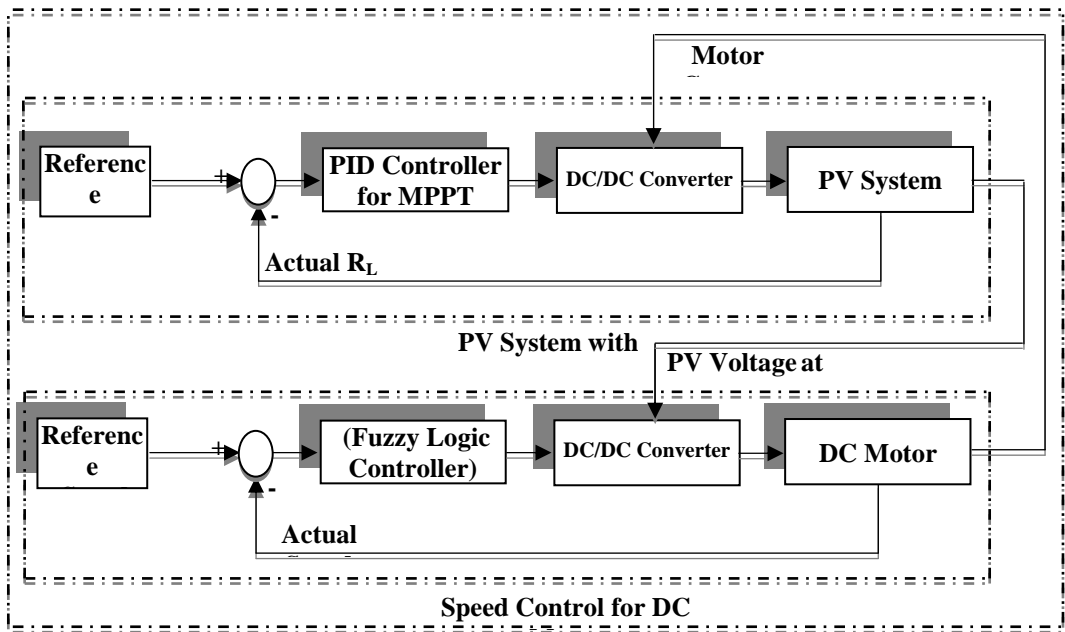 Motor
Referenc
e
+
-
PID Controller
for MPPT
DC/DC Converter
PV System
Actual R_L
PV System with
PV Voltage at
Referenc
e
+
-
(Fuzzy Logic
Controller)
DC/DC Converter
DC Motor
Actual
Speed Control for DC